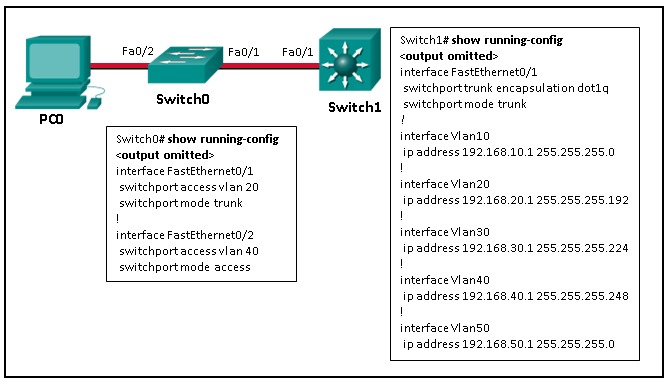 Fa0/2
Fa0/1
Fa0/1
Switch0
Switch1
PC0
Switch0# show running-config
<output omitted>
interface FastEthernet0/1
switchport access vlan 20
switchport mode trunk
!
interface FastEthernet0/2
switchport access vlan 40
switchport mode access
Switch1# show running-config
<output omitted>
interface FastEthernet0/1
switchport trunk encapsulation dot1q
switchport mode trunk
!
interface Vlan10
ip address 192.168.10.1 255.255.255.0
!
interface Vlan20
ip address 192.168.20.1 255.255.255.192
!
interface Vlan30
ip address 192.168.30.1 255.255.255.224
!
interface Vlan40
ip address 192.168.40.1 255.255.255.248
!
interface Vlan50
ip address 192.168.50.1 255.255.255.0